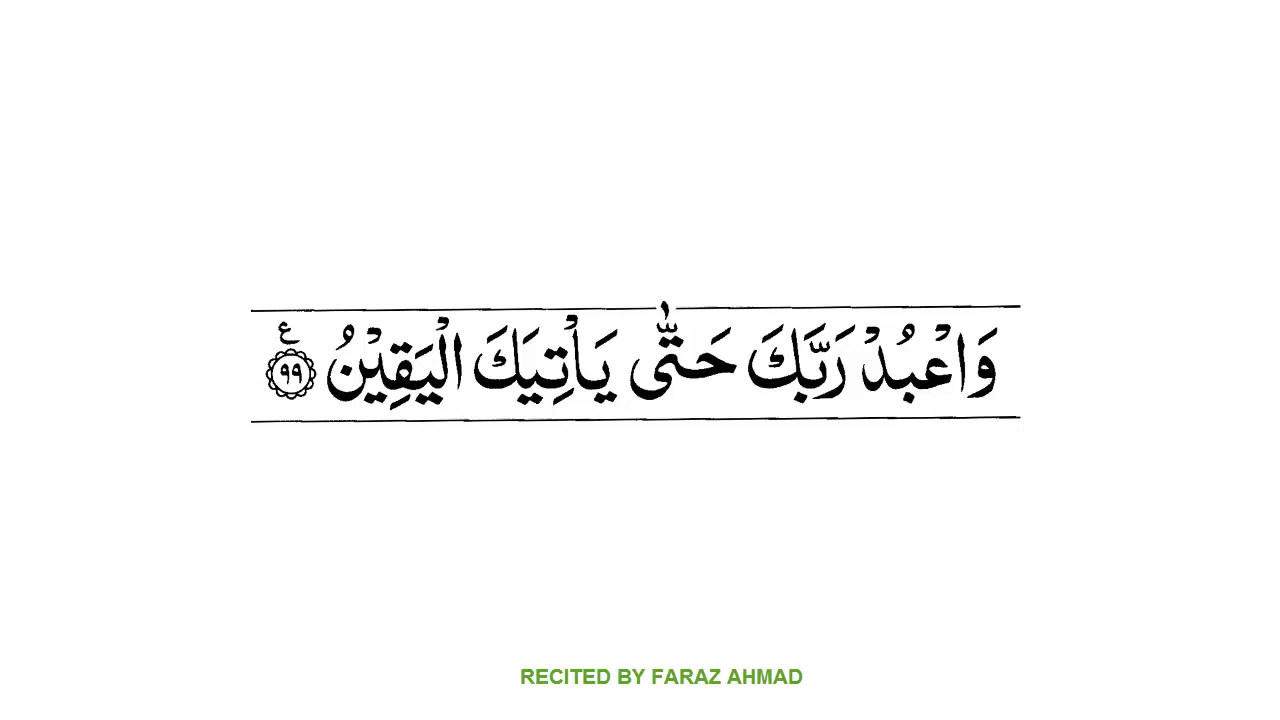 وَاعْبُدْ رَبَّكَ حَتّٰى يَاْتِيَكَ الْيَقِيْنُ ۹۹ ع
RECITED BY FARAZ AHMAD